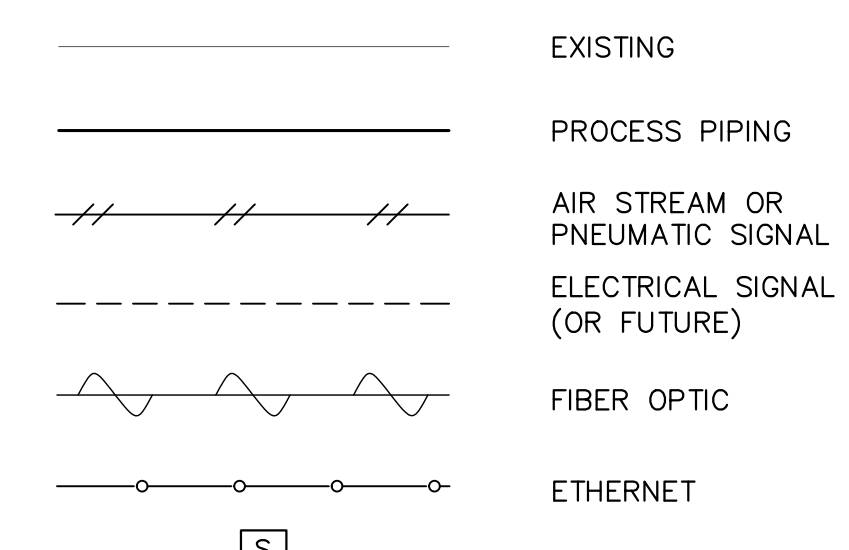 EXISTING
PROCESS PIPING
AIR STREAM OR
PNEUMATIC SIGNAL
ELECTRICAL SIGNAL
(OR FUTURE)
FIBER OPTIC
ETHERNET
S